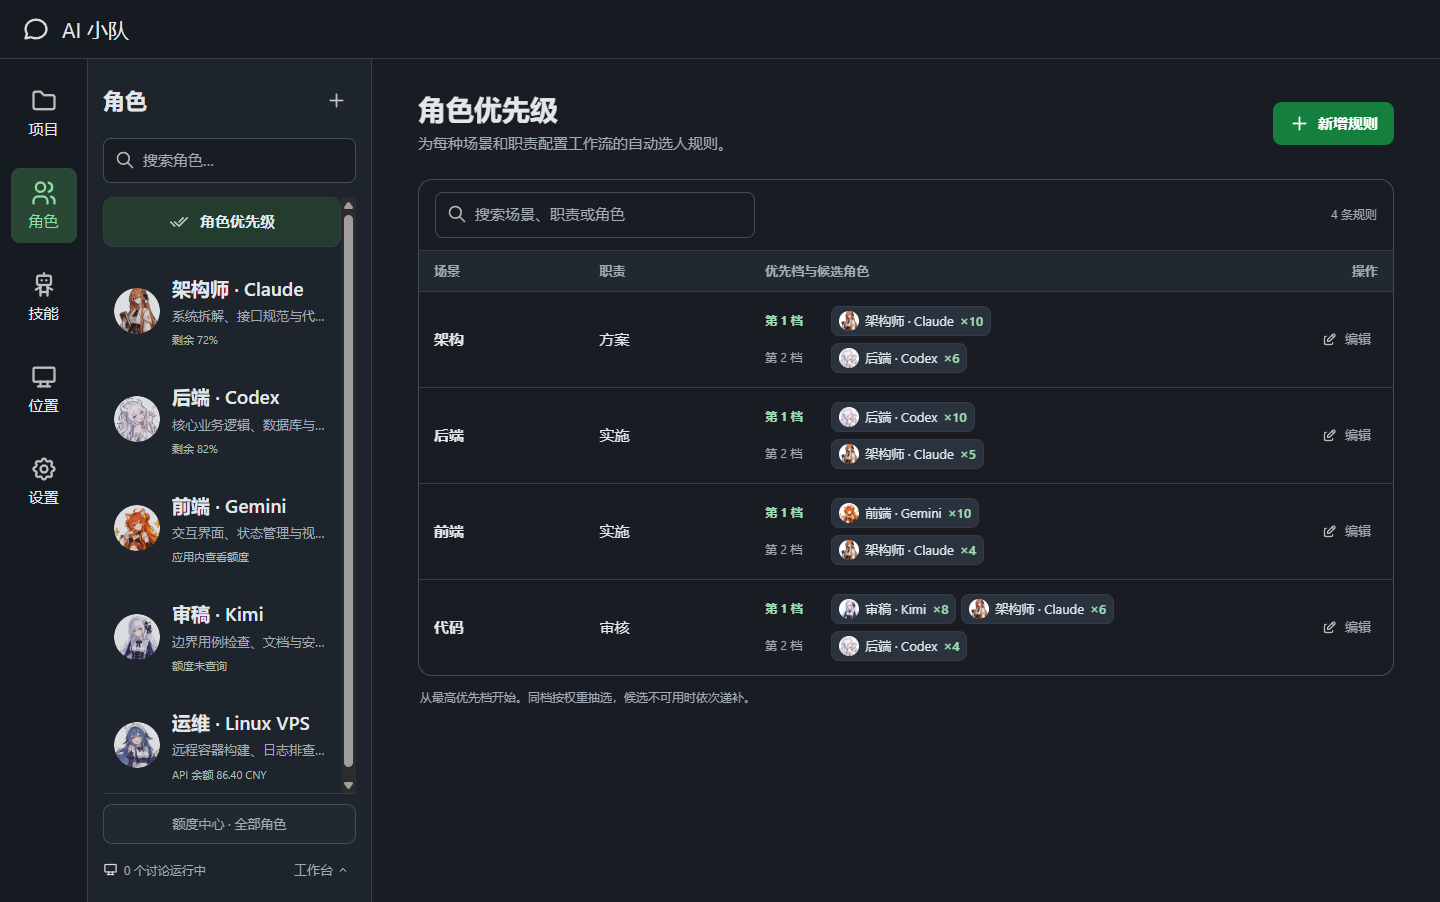 AI 小队
项目
角色
技能
位置
设置
角色
搜索角色...
角色优先级
架构师 · Claude
系统拆解、接口规范与代...
剩余 72%
后端 · Codex
核心业务逻辑、数据库与...
剩余 82%
前端 · Gemini
交互界面、状态管理与视...
应用内查看额度
审稿 · Kimi
边界用例检查、文档与安...
额度未查询
运维 · Linux VPS
远程容器构建、日志排查...
API 余额 86.40 CNY
额度中心 · 全部角色
0 个讨论运行中 工作台
角色优先级
为每种场景和职责配置工作流的自动选人规则。
新增规则
搜索场景、职责或角色
4 条规则
场景 职责 优先档与候选角色 操作
架构 方案 第 1 档 架构师 · Claude ×10 编辑
第 2 档 后端 · Codex ×6
后端 实施 第 1 档 后端 · Codex ×10 编辑
第 2 档 架构师 · Claude ×5
前端 实施 第 1 档 前端 · Gemini ×10 编辑
第 2 档 架构师 · Claude ×4
代码 审核 第 1 档 审稿 · Kimi ×8 架构师 · Claude ×6 编辑
第 2 档 后端 · Codex ×4
从最高优先档开始。同档按权重抽选，候选不可用时依次递补。